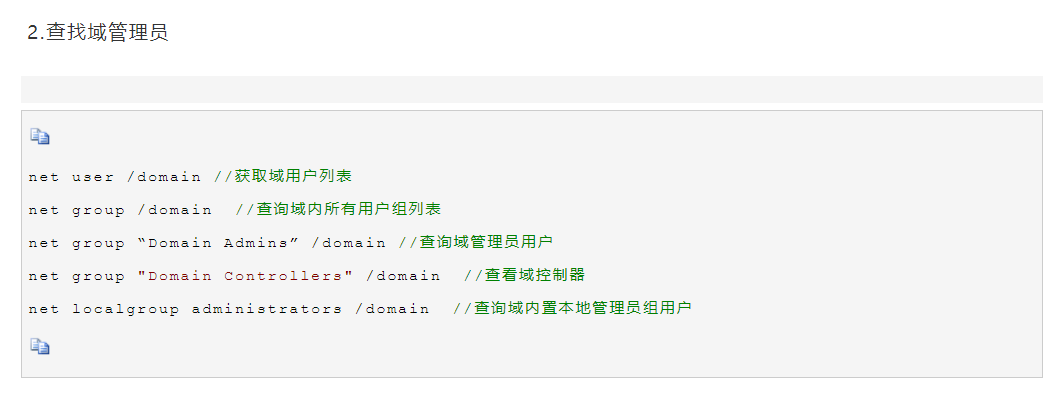 2.查找域管理员
net user /domain //获取域用户列表
net group /domain  //查询域内所有用户组列表
net group “Domain Admins” /domain //查询域管理员用户
net group "Domain Controllers" /domain  //查看域控制器
net localgroup administrators /domain  //查询域内置本地管理员组用户